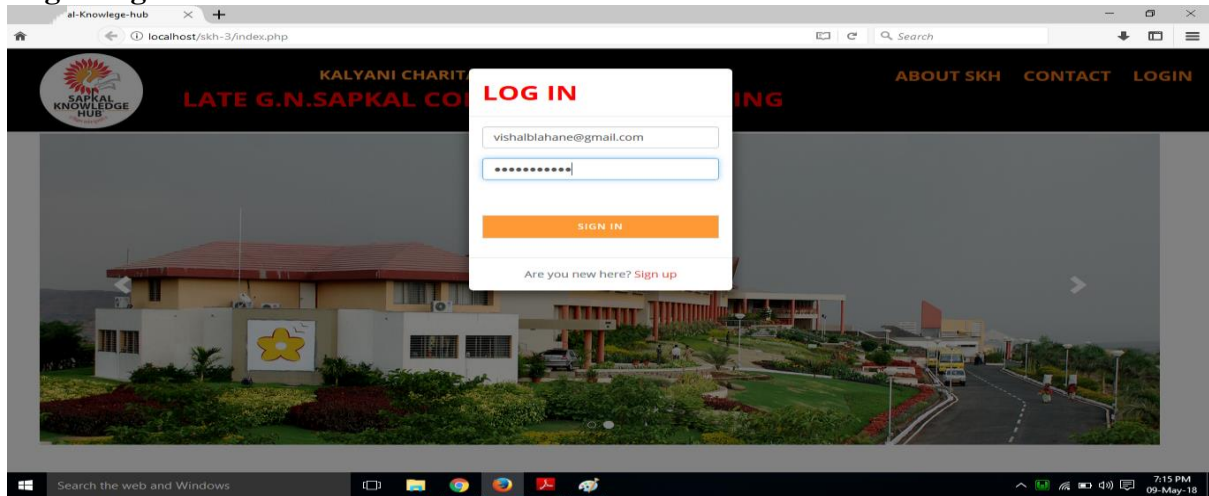 al-Knowlege-hub
localhost/skh-3/index.php
Search
SAPKAL
KNOWLEDGE
HUB
KALYANI CHARIT
LATE G.N.SAPKAL CO
ING
ABOUT SKH CONTACT LOGIN
LOG IN
vishalblahane@gmail.com
SIGN IN
Are you new here? Sign up
Search the web and Windows
7:15 PM
09-May-18